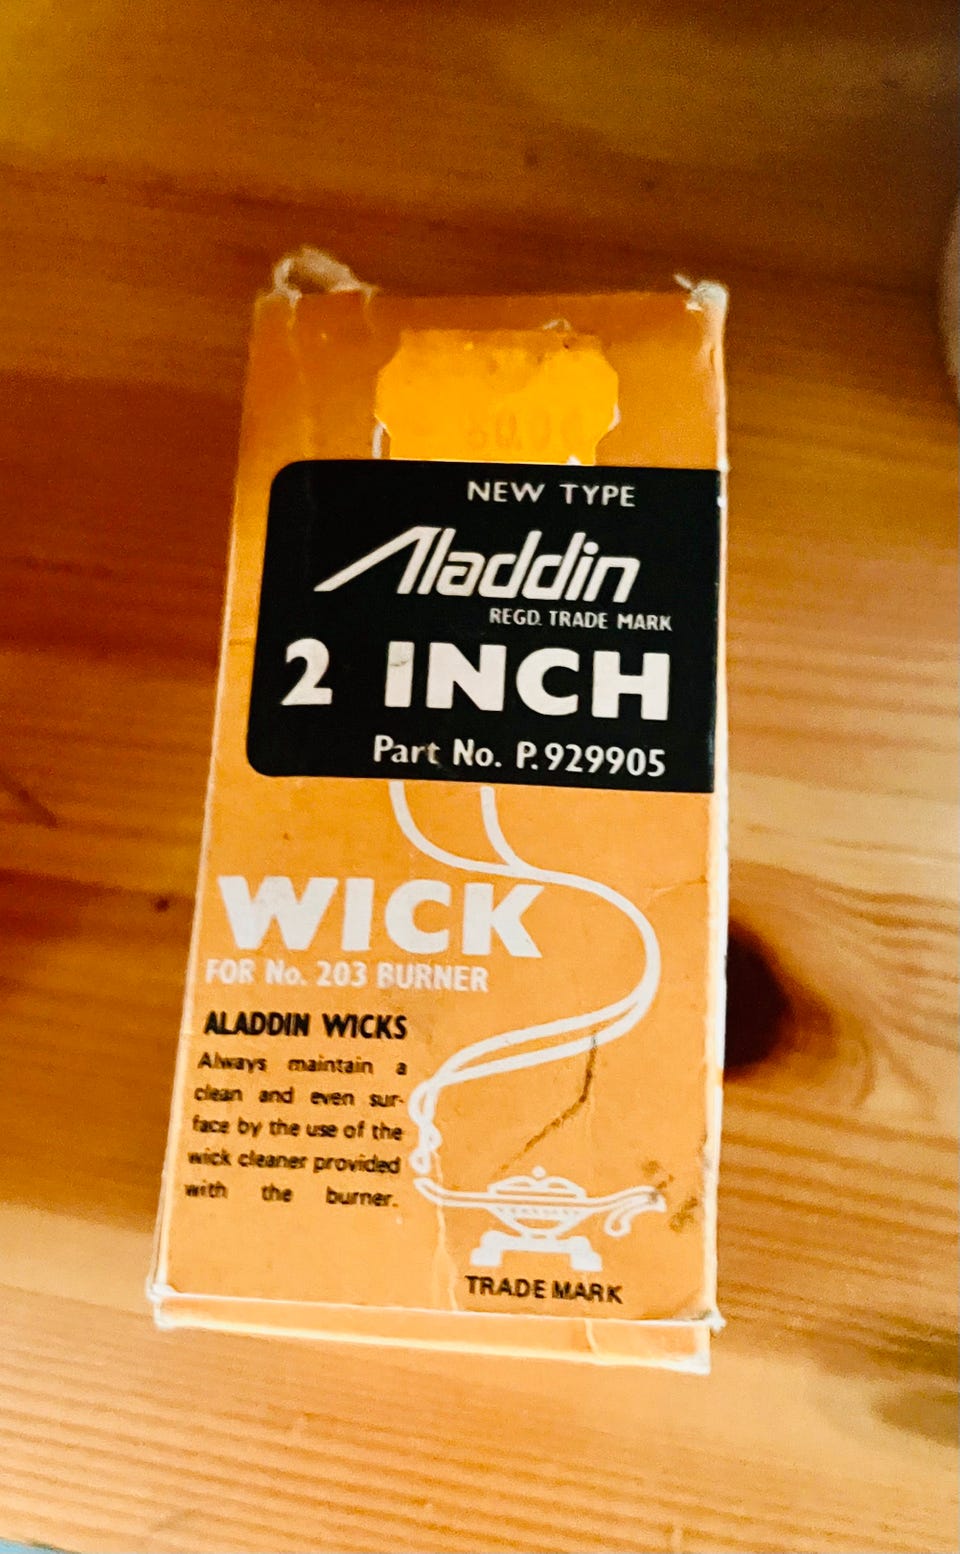 NEW TYPE
Aladdin
REGD. TRADE MARK
2 INCH
Part No. P.929905
WICK
FOR No. 203 BURNER
ALADDIN WICKS
Always maintain a
clean and even sur-
face by the use of the
wick cleaner provided
with the burner.
TRADE MARK